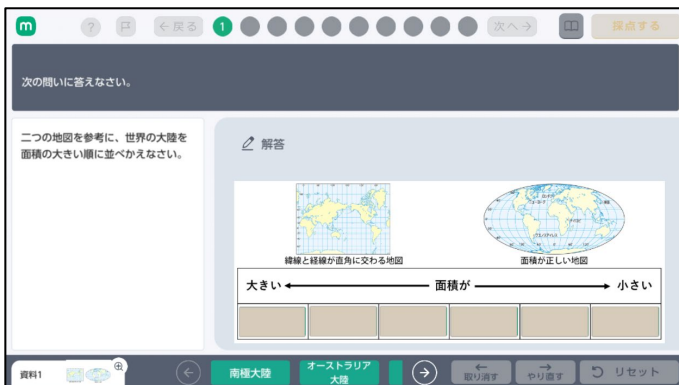 m
?
←戻る
1
次へ→
採点する
次の問いに答えなさい。
二つの地図を参考に、世界の大陸を
面積の大きい順に並べかえなさい。
解答
緯線と経線が直角に交わる地図
面積が正しい地図
大きい
面積が
小さい
資料1
南極大陸
オーストラリア
大陸
取り消す
やり直す
リセット